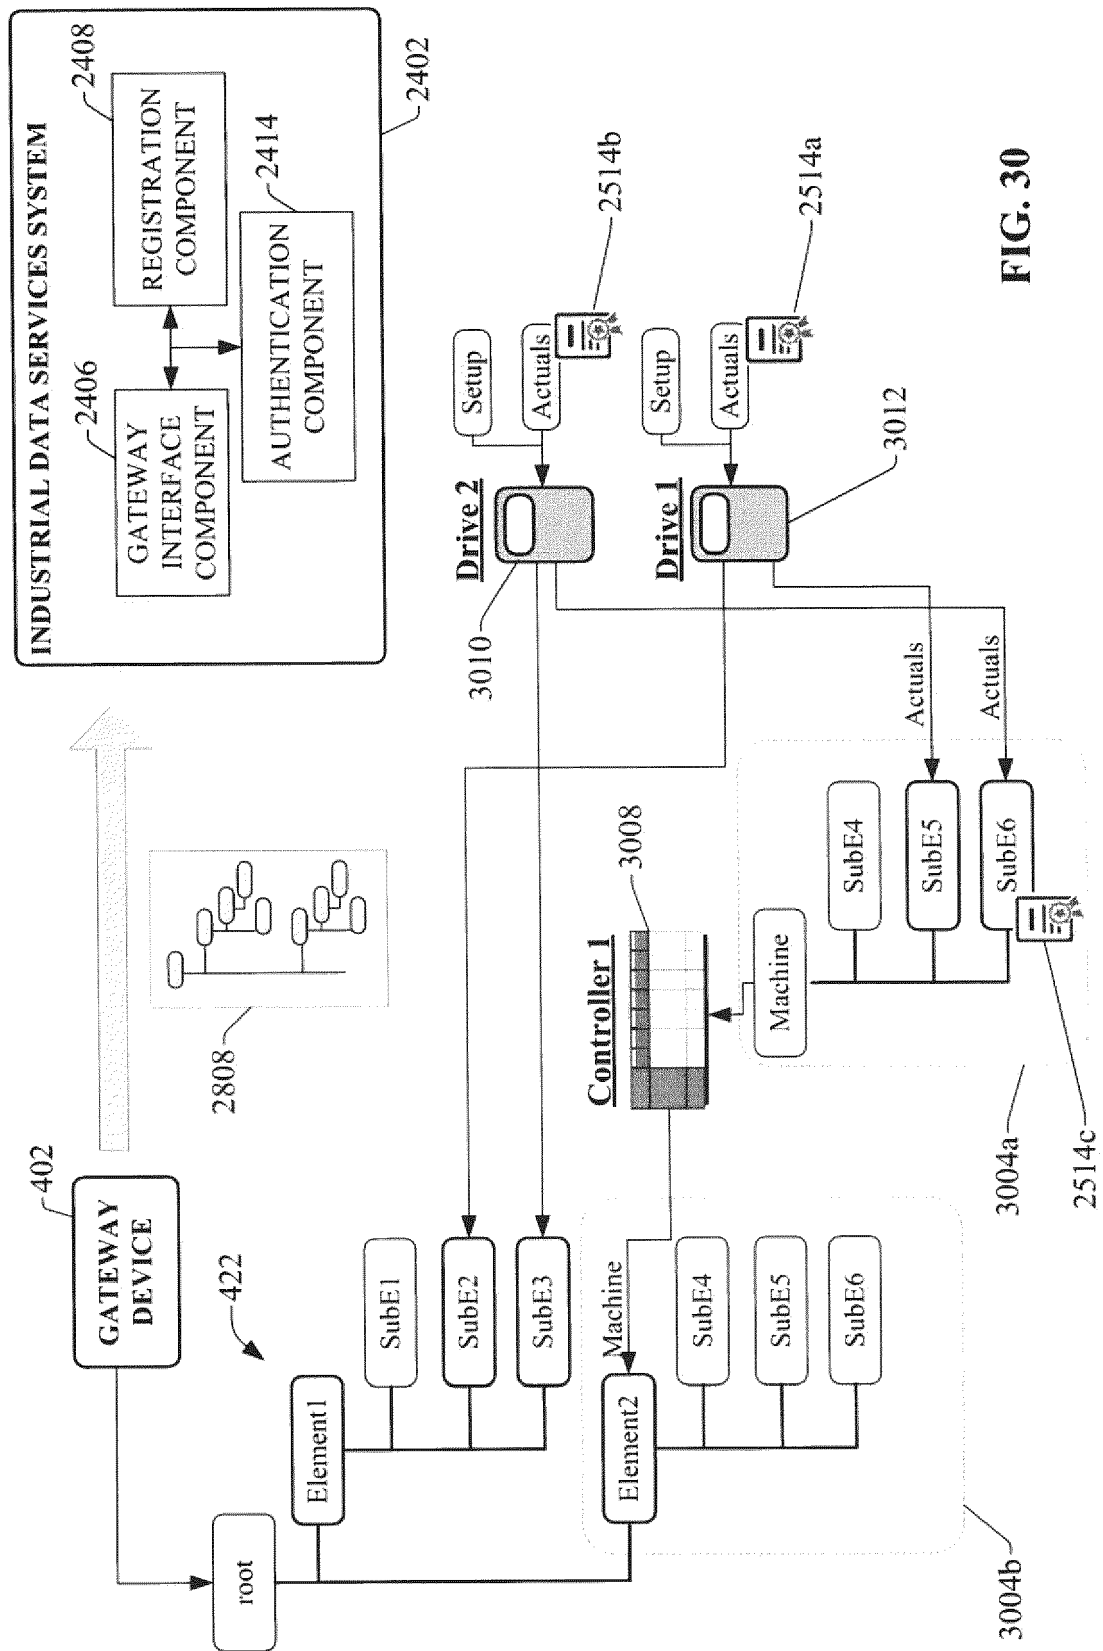 INDUSTRIAL DATA SERVICES SYSTEM
2406
GATEWAY
INTERFACE
COMPONENT
2408
REGISTRATION
COMPONENT
2414
AUTHENTICATION
COMPONENT
2402
402
GATEWAY
DEVICE
2808
422
root
Element1
SubE1
SubE2
SubE3
Machine
Element2
SubE4
SubE5
SubE6
3004b
Controller 1
3008
Machine
SubE4
SubE5
SubE6
Actuals
Actuals
3004a
2514c
3010
Drive 2
Setup
Actuals
2514b
Drive 1
Setup
Actuals
2514a
3012
FIG. 30